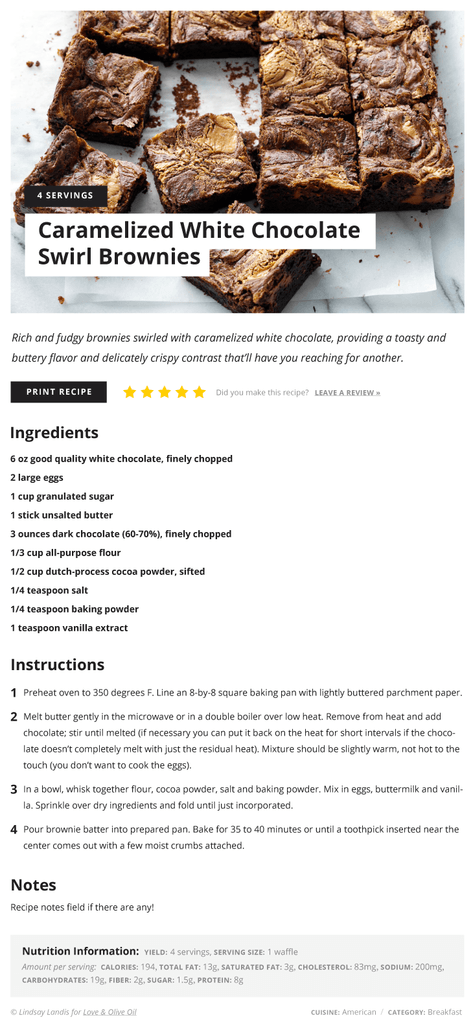 4 SERVINGS
Caramelized White Chocolate
Swirl Brownies
Rich and fudgy brownies swirled with caramelized white chocolate, providing a toasty and
buttery flavor and delicately crispy contrast that'll have you reaching for another.
PRINT RECIPE Did you make this recipe? LEAVE A REVIEW »
Ingredients
6 oz good quality white chocolate, finely chopped
2 large eggs
1 cup granulated sugar
1 stick unsalted butter
3 ounces dark chocolate (60-70%), finely chopped
1/3 cup all-purpose flour
1/2 cup dutch-process cocoa powder, sifted
1/4 teaspoon salt
1/4 teaspoon baking powder
1 teaspoon vanilla extract
Instructions
1 Preheat oven to 350 degrees F. Line an 8-by-8 square baking pan with lightly buttered parchment paper.
2 Melt butter gently in the microwave or in a double boiler over low heat. Remove from heat and add
chocolate; stir until melted (if necessary you can put it back on the heat for short intervals if the choco-
late doesn't completely melt with just the residual heat). Mixture should be slightly warm, not hot to the
touch (you don't want to cook the eggs).
3 In a bowl, whisk together flour, cocoa powder, salt and baking powder. Mix in eggs, buttermilk and vanil-
la. Sprinkle over dry ingredients and fold until just incorporated.
4 Pour brownie batter into prepared pan. Bake for 35 to 40 minutes or until a toothpick inserted near the
center comes out with a few moist crumbs attached.
Notes
Recipe notes field if there are any!
Nutrition Information: YIELD: 4 servings, SERVING SIZE: 1 waffle
Amount per serving: CALORIES: 194, TOTAL FAT: 13g, SATURATED FAT: 3g, CHOLESTEROL: 83mg, SODIUM: 200mg,
CARBOHYDRATES: 19g, FIBER: 2g, SUGAR: 1.5g, PROTEIN: 8g
© Lindsay Landis for Love & Olive Oil CUISINE: American / CATEGORY: Breakfast